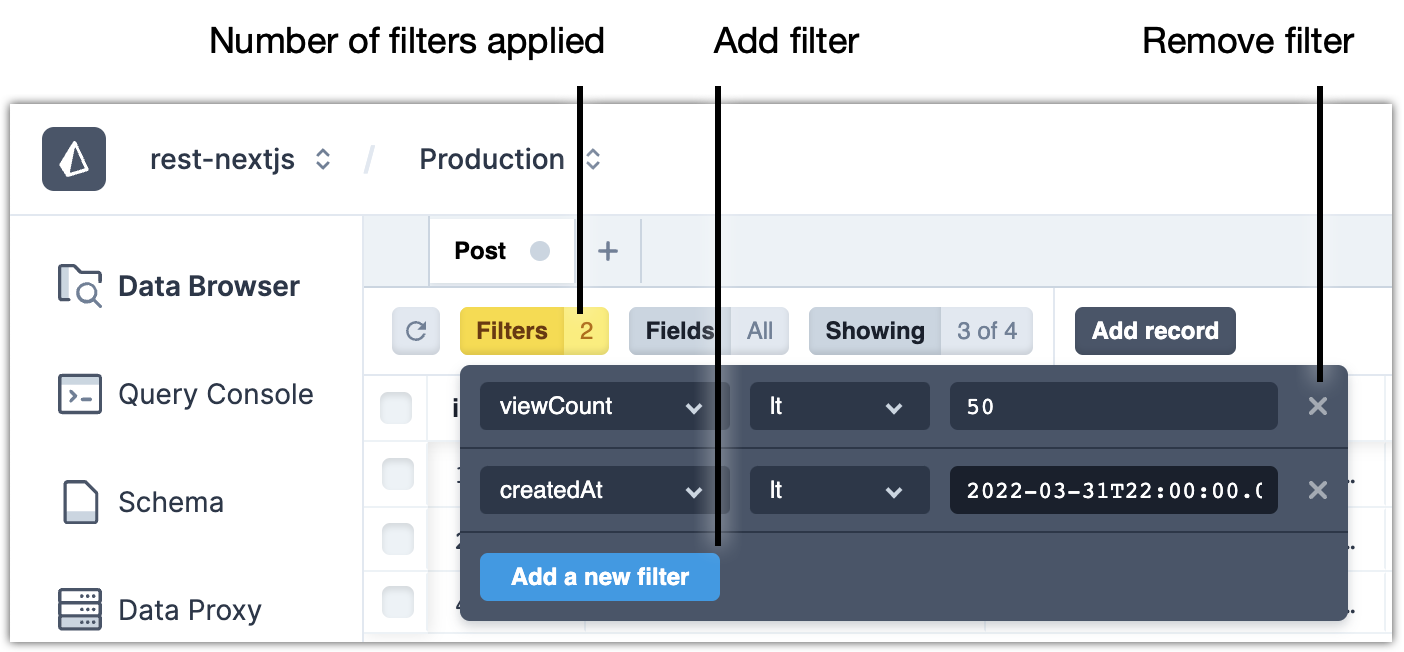 Number of filters applied Add filter Remove filter
rest-nextjs / Production
Post +
Data Browser
Filters 2 Fields All Showing 3 of 4 Add record
viewCount lt 50
Query Console
createdAt lt 2022-03-31T22:00:00.0
Schema
Add a new filter
Data Proxy